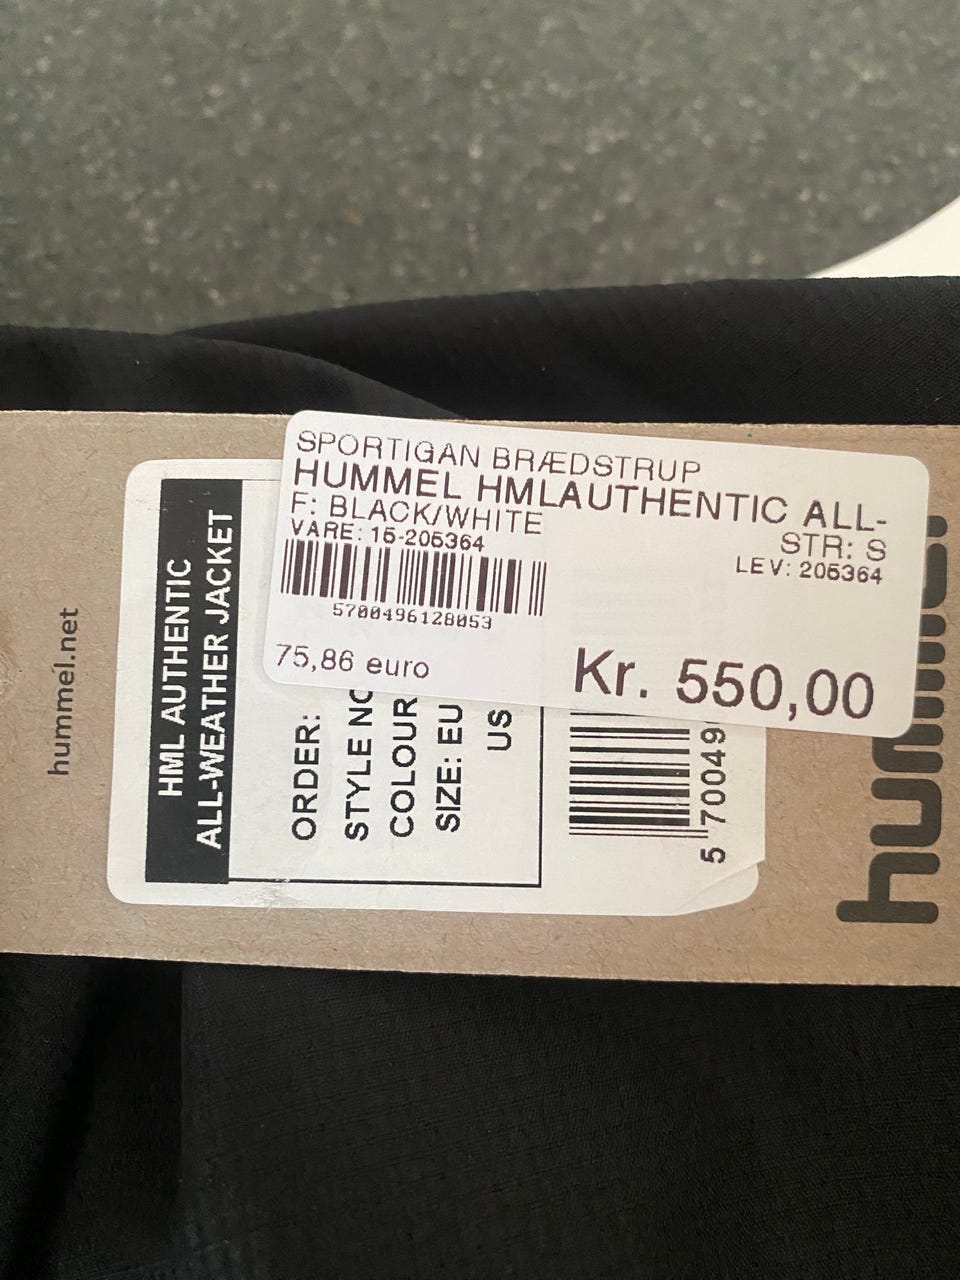 SPORTIGAN BRÆDSTRUP
HUMMEL HMLAUTHENTIC ALL-
F: BLACK/WHITE
STR: S
VARE: 15-205364
LEV: 205364
5700496128053
75,86 euro
Kr. 550,00
hummel.net
HML AUTHENTIC
ALL-WEATHER JACKET
ORDER:
STYLE NO
COLOUR
SIZE: EU
US
5 70049
hummel